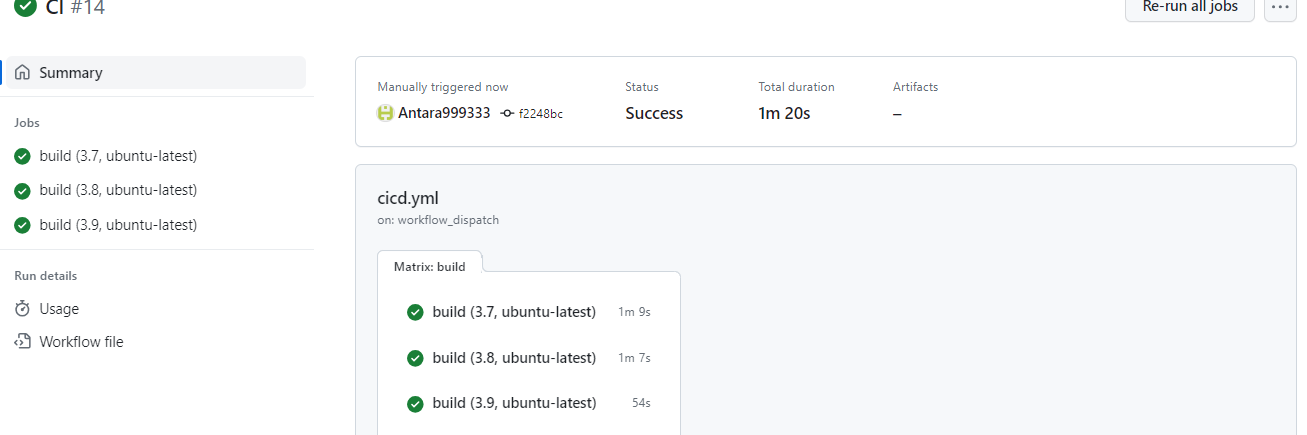 CI #14
Re-run all jobs
Summary
Jobs
build (3.7, ubuntu-latest)
build (3.8, ubuntu-latest)
build (3.9, ubuntu-latest)
Run details
Usage
Workflow file
Manually triggered now
Antara999333 f2248bc
Status
Success
Total duration
1m 20s
Artifacts
–
cicd.yml
on: workflow_dispatch
Matrix: build
build (3.7, ubuntu-latest) 1m 9s
build (3.8, ubuntu-latest) 1m 7s
build (3.9, ubuntu-latest) 54s